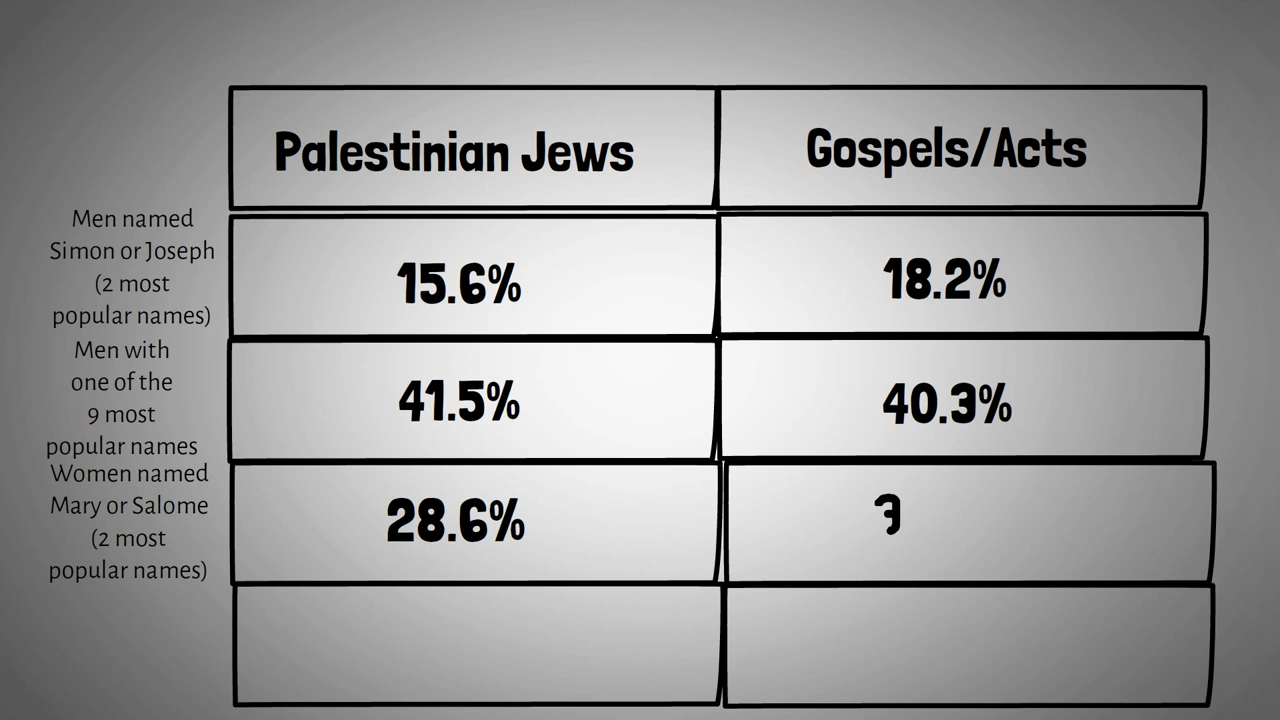 Palestinian Jews
Gospels/Acts
Men named
Simon or Joseph
(2 most
popular names)
15.6%
18.2%
Men with
one of the
9 most
popular names
41.5%
40.3%
Women named
Mary or Salome
(2 most
popular names)
28.6%